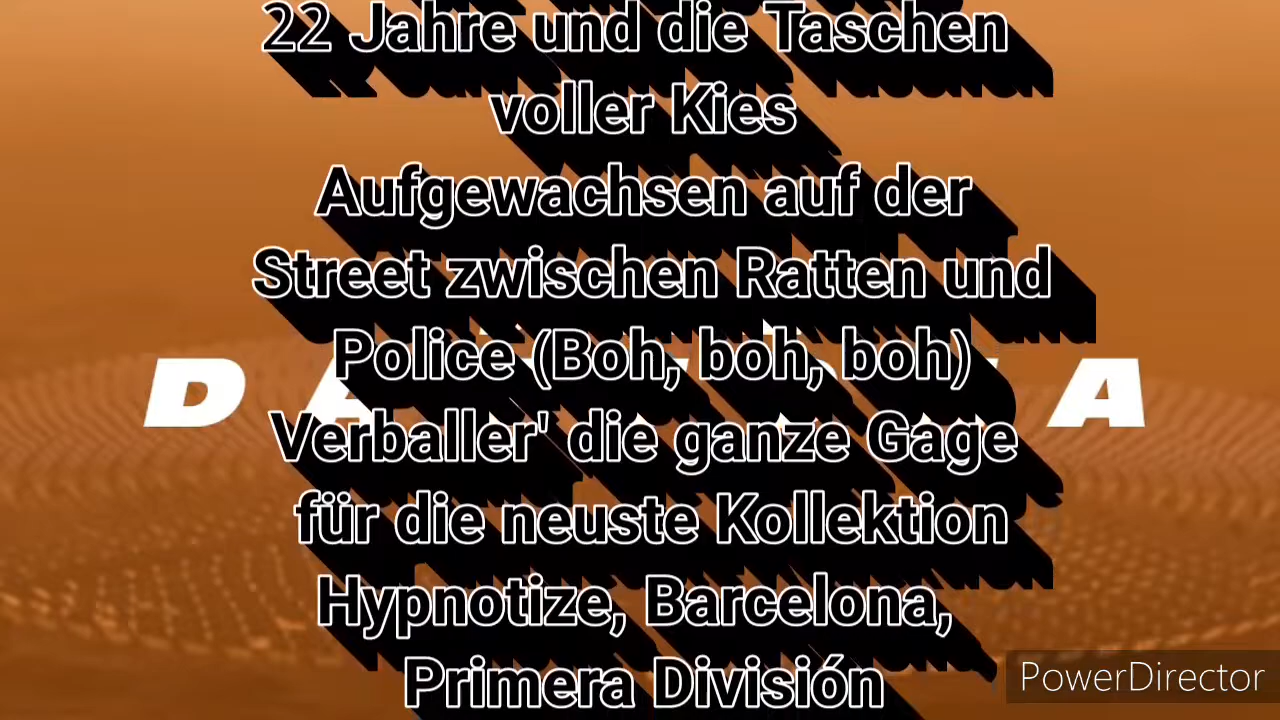 22 Jahre und die Taschen
voller Kies
Aufgewachsen auf der
Street zwischen Ratten und
Police (Boh, boh, boh)
Verballer' die ganze Gage
für die neuste Kollektion
Hypnotize, Barcelona,
Primera División
PowerDirector